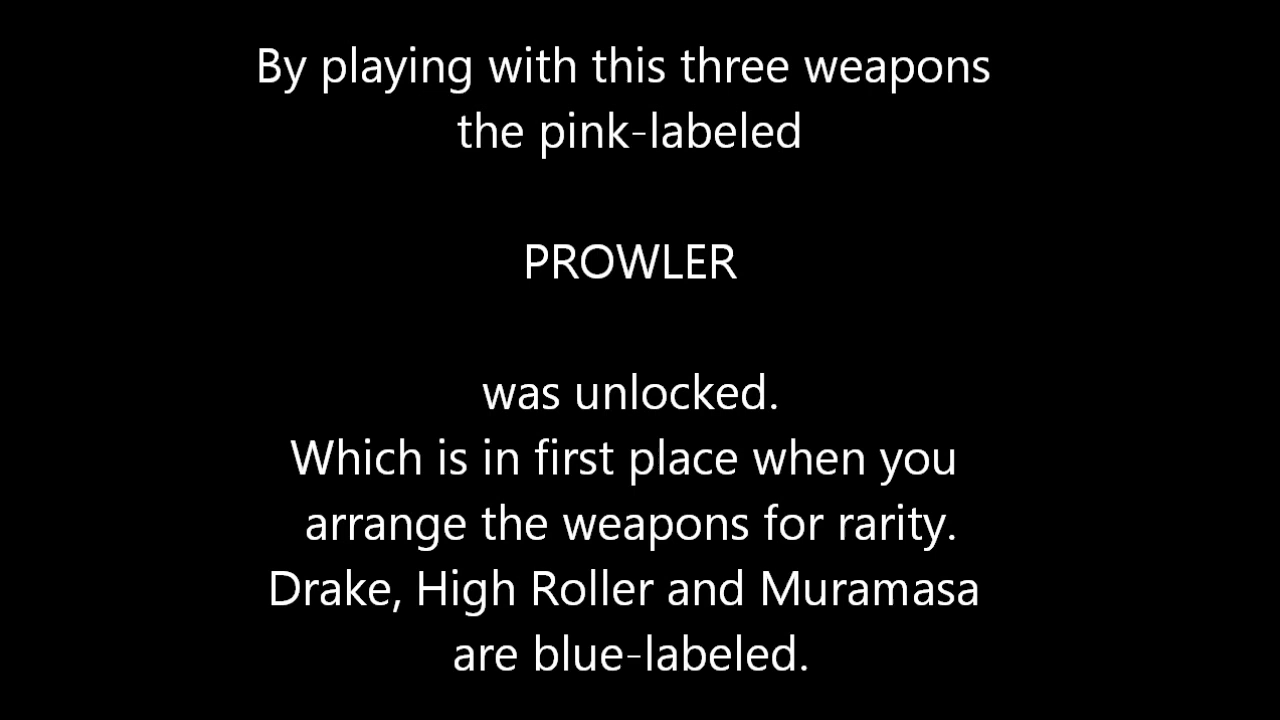 By playing with this three weapons
the pink-labeled
PROWLER
was unlocked.
Which is in first place when you
arrange the weapons for rarity.
Drake, High Roller and Muramasa
are blue-labeled.